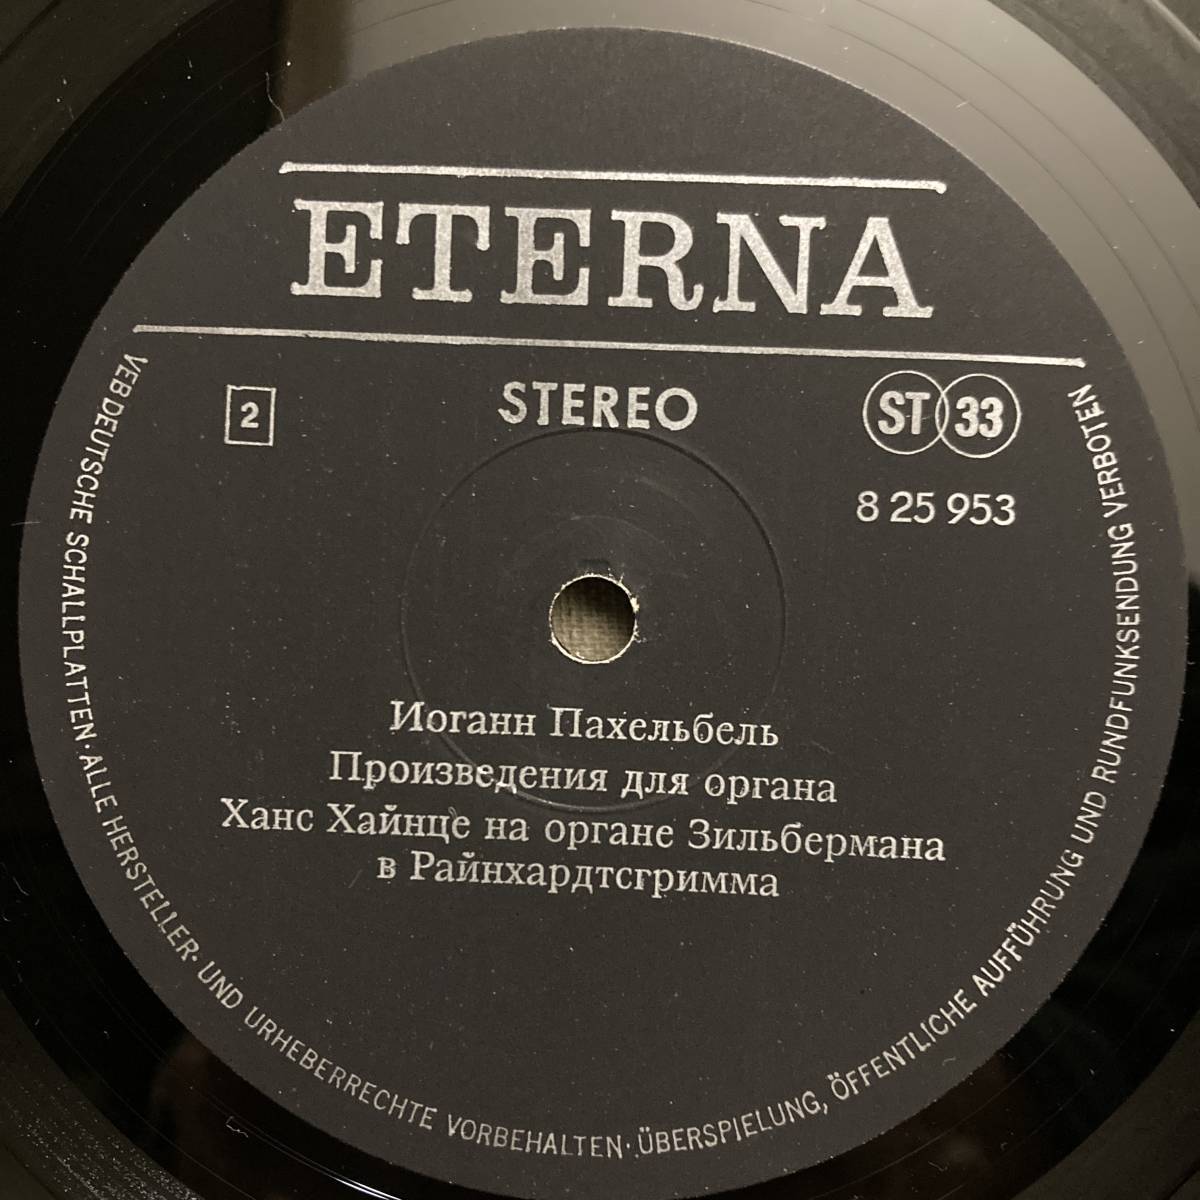 ETERNA
2
STEREO
ST 33
8 25 953
Иоганн Пахельбель
Произведения для органа
Ханс Хайнце на органе Зильбермана
в Райнхардтсгримма
VEB DEUTSCHE SCHALLPLATTEN · ALLE HERSTELLER- UND URHEBERRECHTE VORBEHALTEN · ÜBERSPIELUNG, ÖFFENTLICHE AUFFÜHRUNG UND RUNDFUNKSENDUNG VERBOTEN